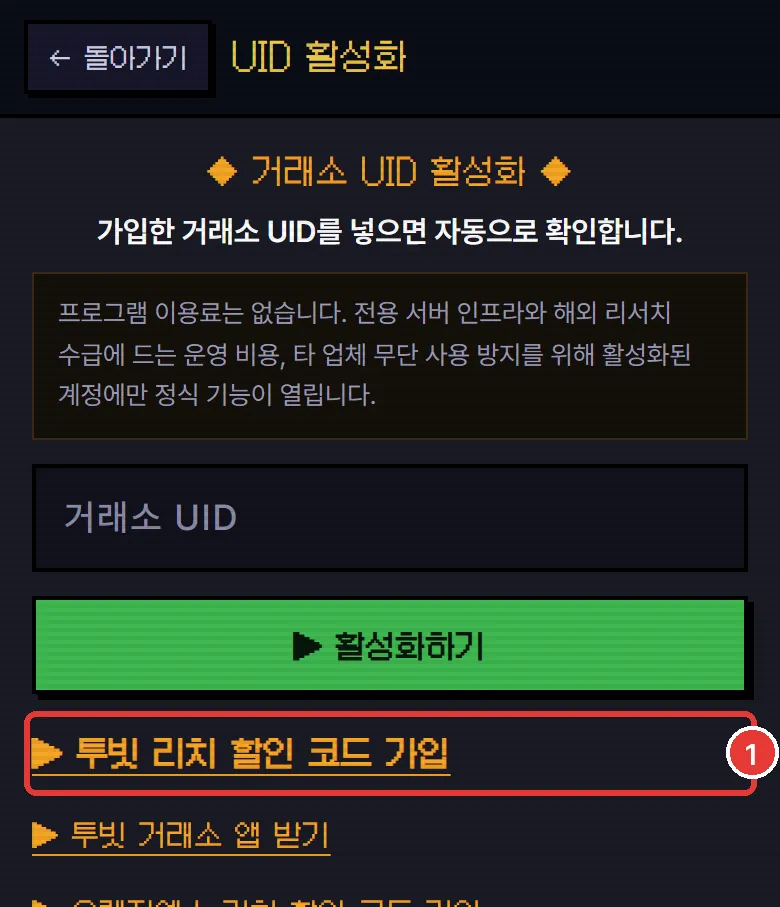 ← 돌아가기 UID 활성화
◆ 거래소 UID 활성화 ◆
가입한 거래소 UID를 넣으면 자동으로 확인합니다.
프로그램 이용료는 없습니다. 전용 서버 인프라와 해외 리서치
수급에 드는 운영 비용, 타 업체 무단 사용 방지를 위해 활성화된
계정에만 정식 기능이 열립니다.
거래소 UID
▶ 활성화하기
▶ 투빗 리치 할인 코드 가입
1
▶ 투빗 거래소 앱 받기